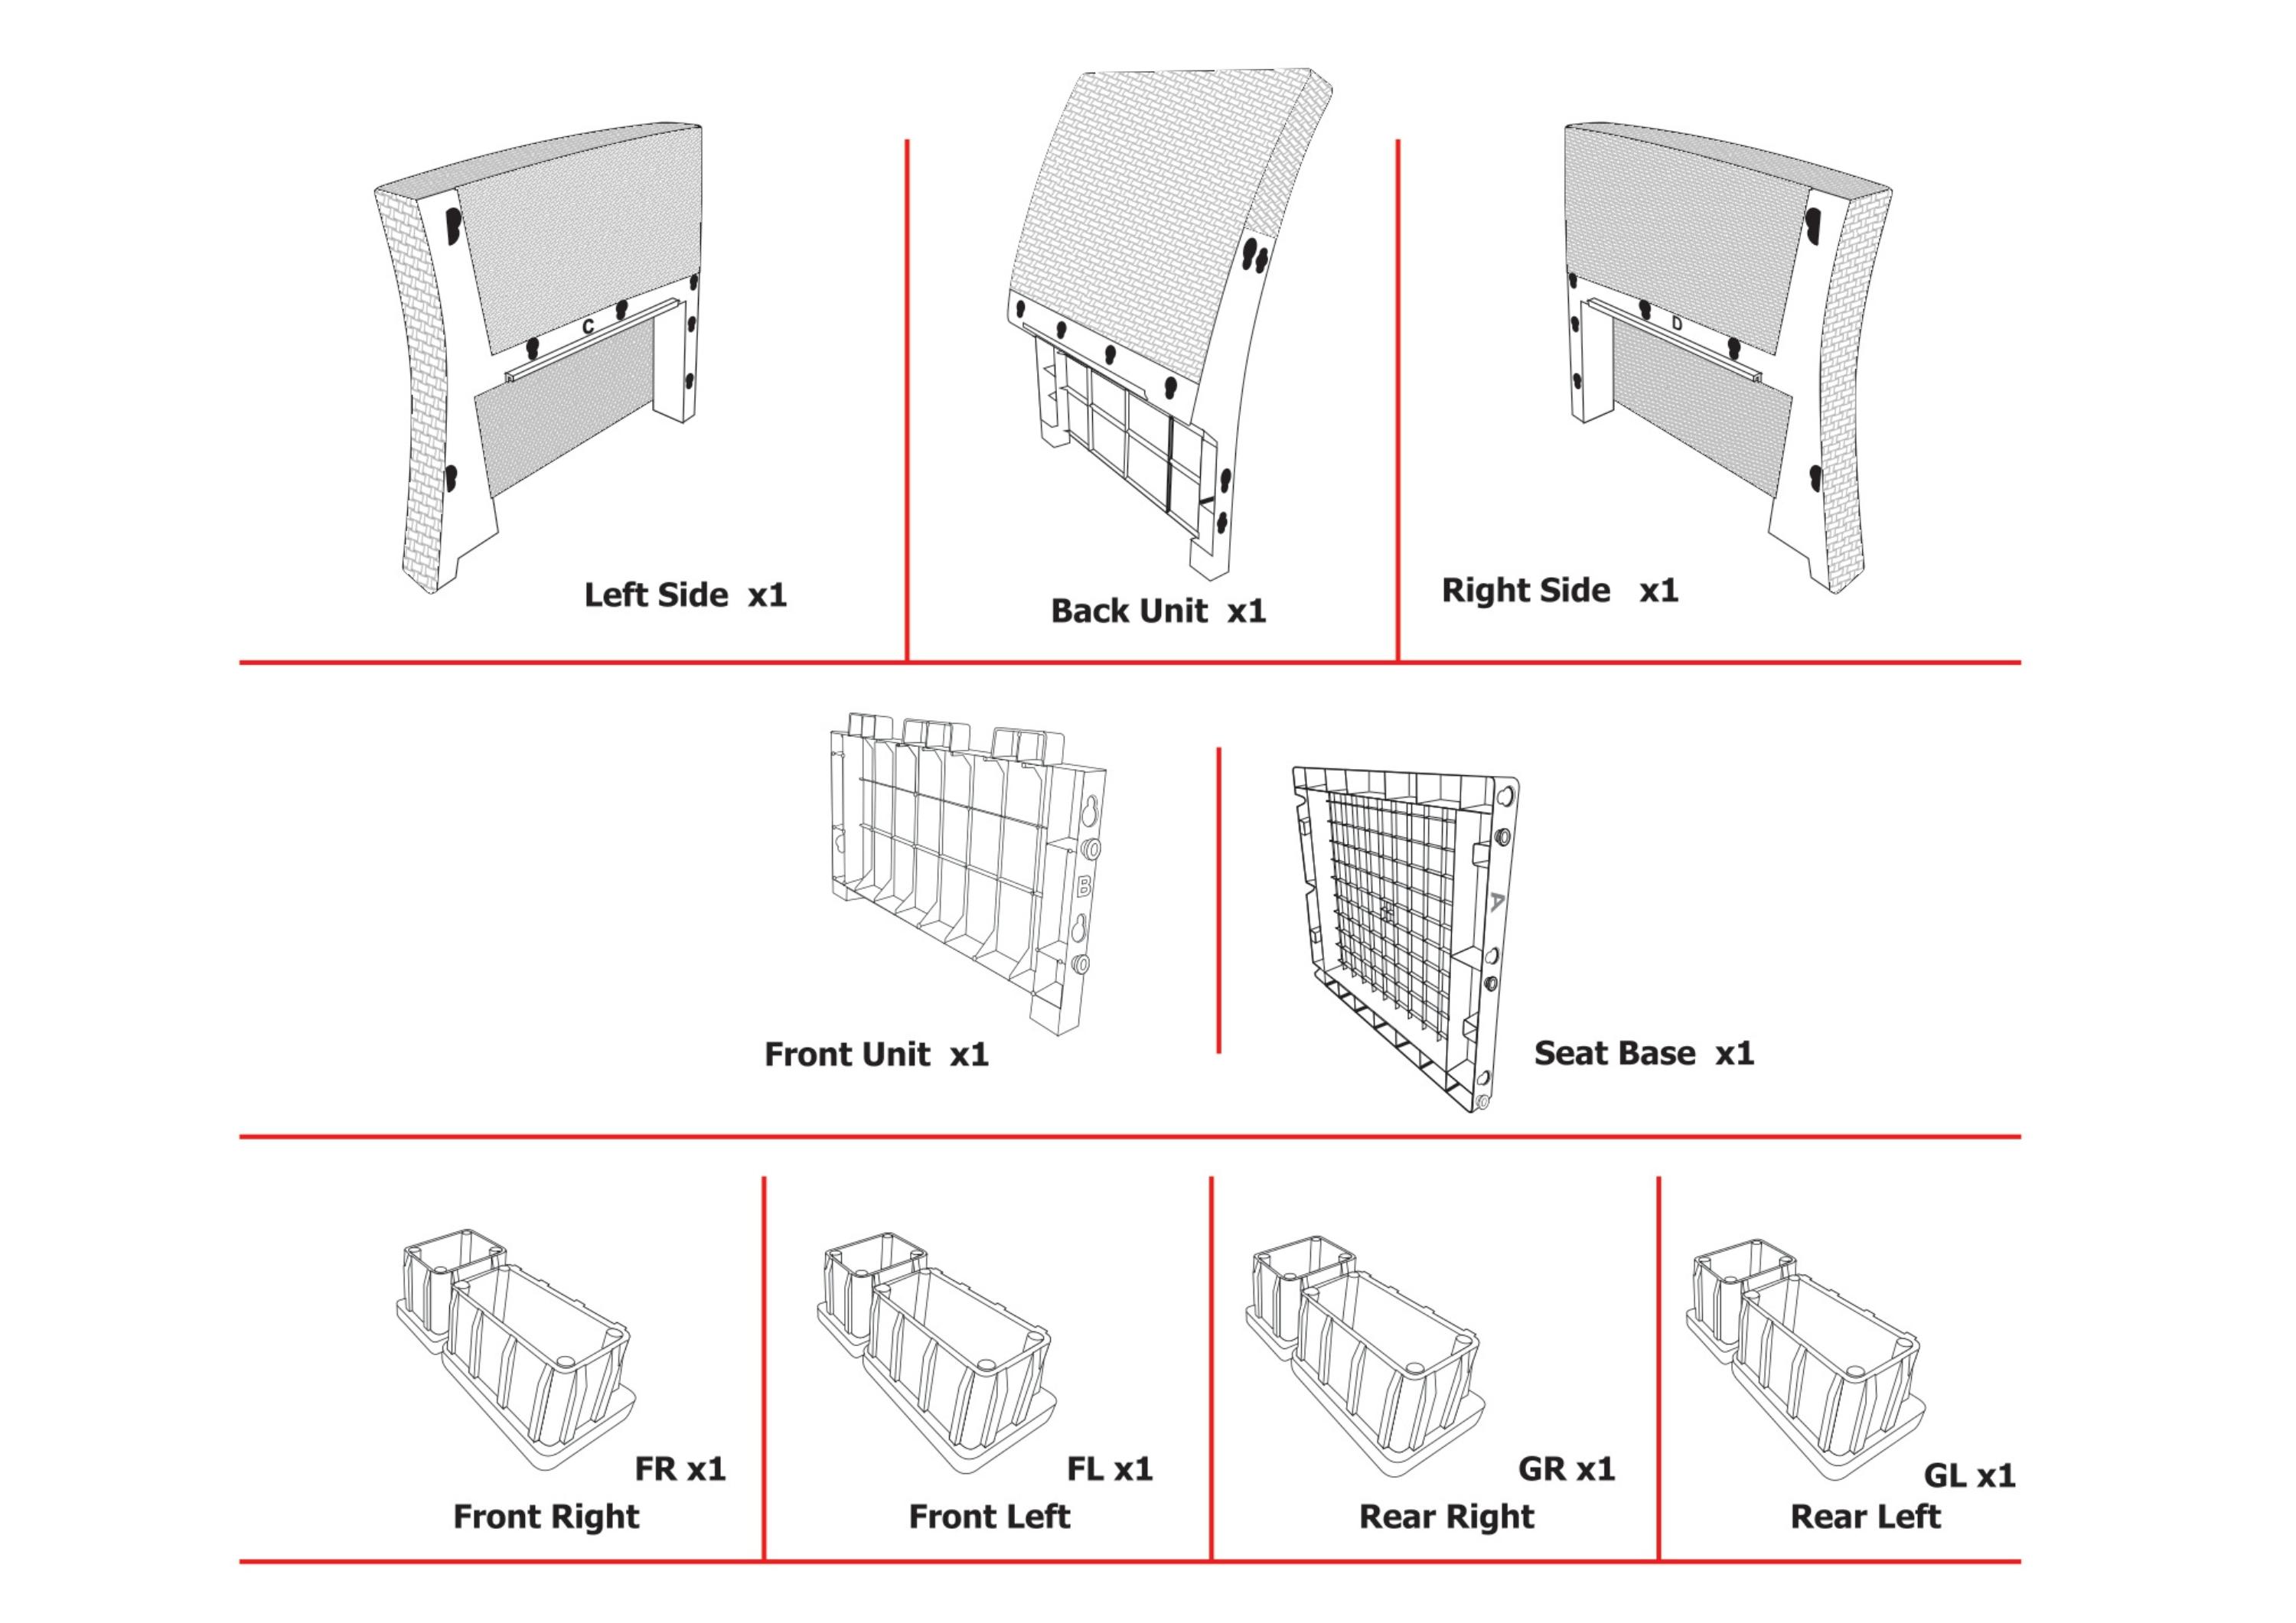 C
D
Left Side x1
Back Unit x1
Right Side x1
B
A
Front Unit x1
Seat Base x1
FR x1
Front Right
FL x1
Front Left
GR x1
Rear Right
GL x1
Rear Left